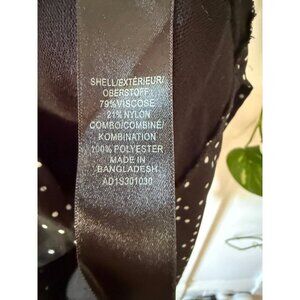 SHELL/EXTÉRIEUR/
OBERSTOFF:
79%VISCOSE
21% NYLON
COMBO/COMBINÉ/
KOMBINATION
100% POLYESTER
MADE IN
BANGLADESH
AD1S301030